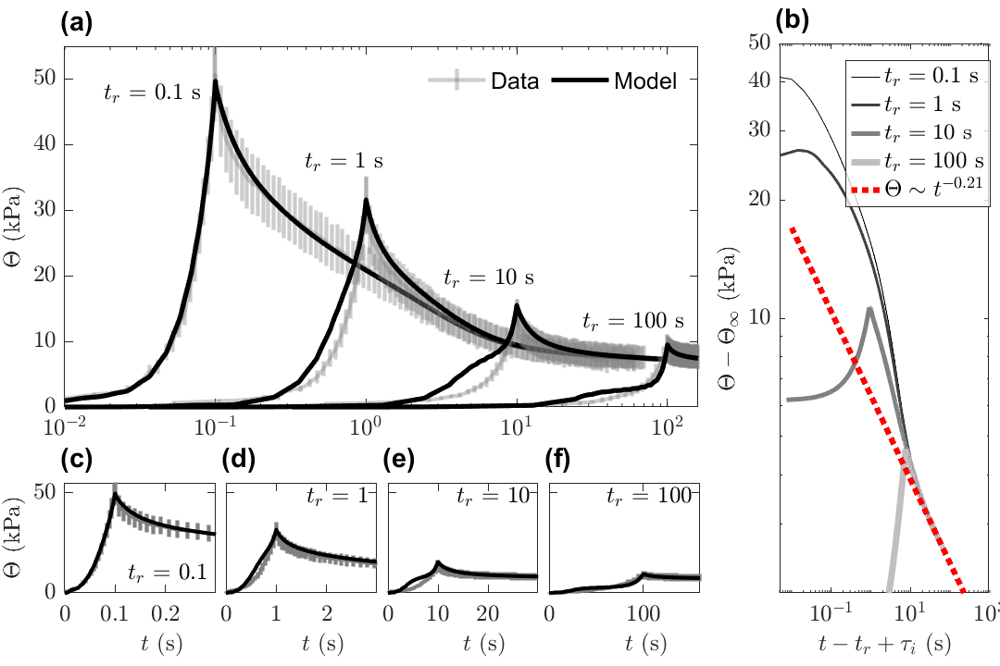 (a)
50
40
30
20
10
0
Θ (kPa)
t_r = 0.1 s
t_r = 1 s
t_r = 10 s
t_r = 100 s
Data
Model
10^{-2}
10^{-1}
10^{0}
10^{1}
10^{2}
(b)
50
40
30
20
10
Θ − Θ_∞ (kPa)
t_r = 0.1 s
t_r = 1 s
t_r = 10 s
t_r = 100 s
Θ ∼ t^{−0.21}
10^{-1}
10^{1}
10^{3}
t − t_r + τ_i (s)
(c)
50
0
Θ (kPa)
t_r = 0.1
0 0.1 0.2
t (s)
(d)
t_r = 1
0 1 2
t (s)
(e)
t_r = 10
0 10 20
t (s)
(f)
t_r = 100
0 100
t (s)